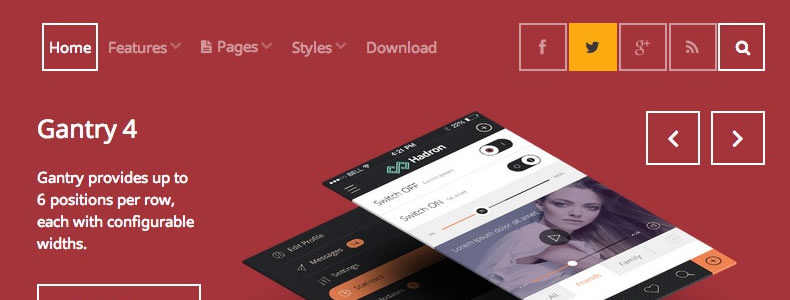 Home Features Pages Styles Download
Gantry 4
Gantry provides up to
6 positions per row,
each with configurable
widths.
BELL 4:21 PM 22%
Hadron
Switch OFF
Switch ON
Lorem ipsum dolor sit amet,
Edit Profile
Messages
Settings
Statistics
Updates
All Friends Family